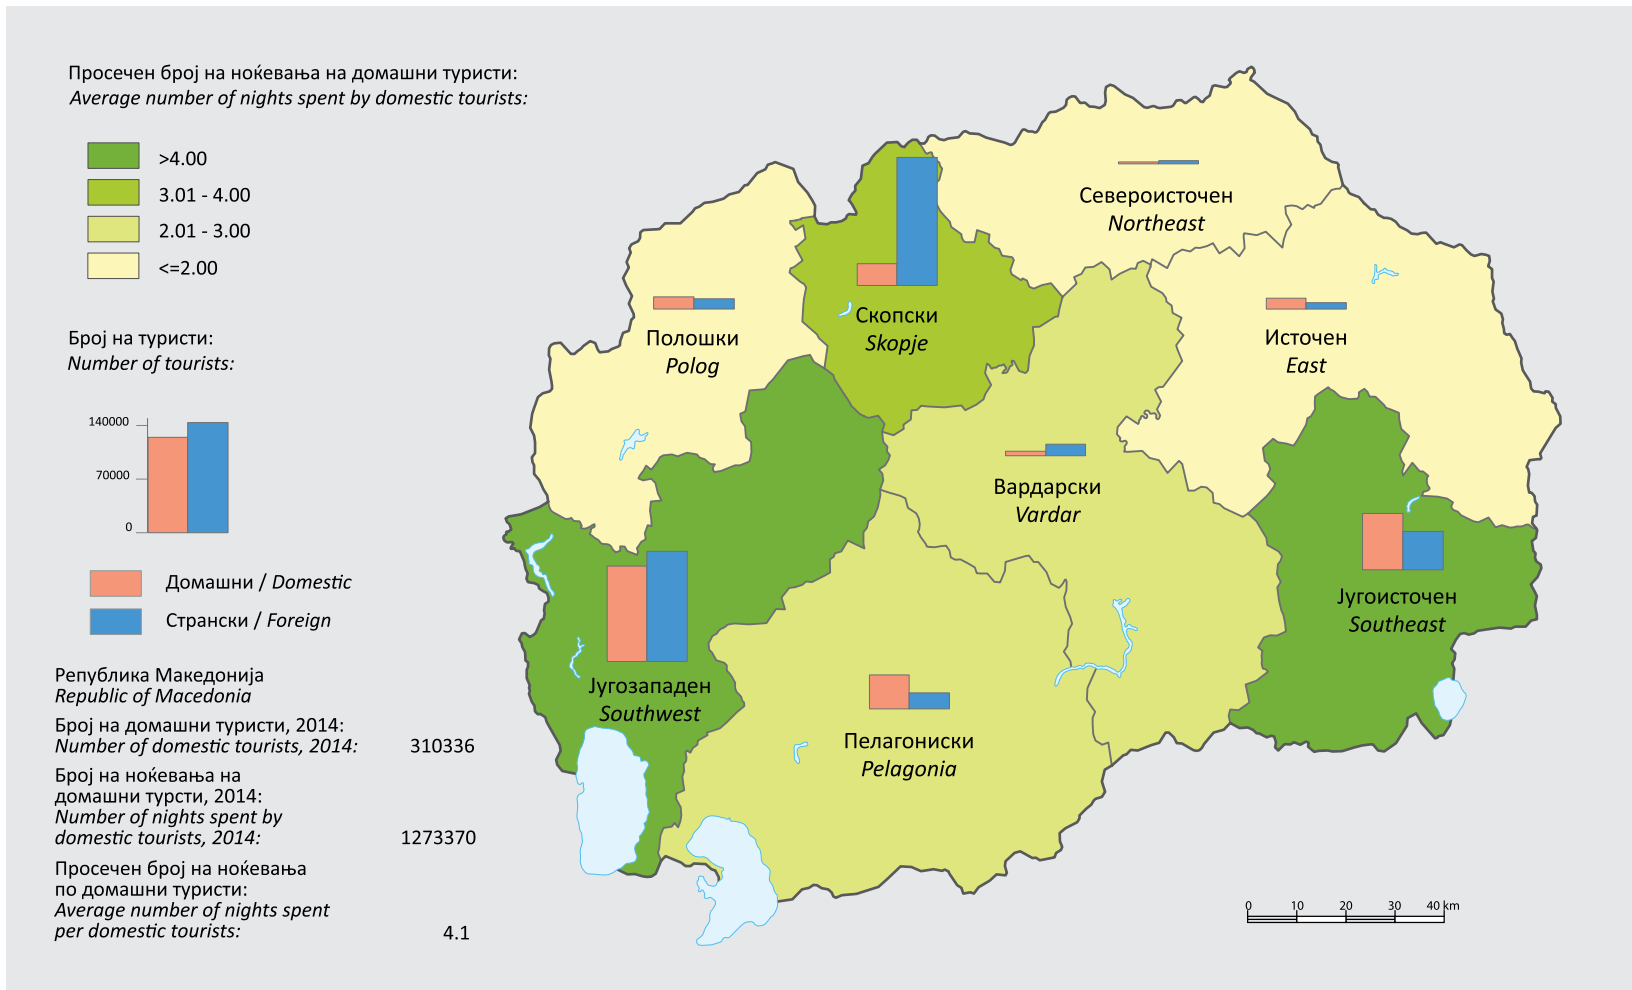 Просечен број на ноќевања на домашни туристи:
Average number of nights spent by domestic tourists:
>4.00
3.01 - 4.00
2.01 - 3.00
<=2.00
Број на туристи:
Number of tourists:
140000
70000
0
Домашни / Domestic
Странски / Foreign
Република Македонија
Republic of Macedonia
Број на домашни туристи, 2014:
Number of domestic tourists, 2014: 310336
Број на ноќевања на
домашни турсти, 2014:
Number of nights spent by
domestic tourists, 2014: 1273370
Просечен број на ноќевања
по домашни туристи:
Average number of nights spent
per domestic tourists: 4.1
Североисточен
Northeast
Скопски
Skopje
Полошки
Polog
Источен
East
Вардарски
Vardar
Југоисточен
Southeast
Југозападен
Southwest
Пелагониски
Pelagonia
0 10 20 30 40 km